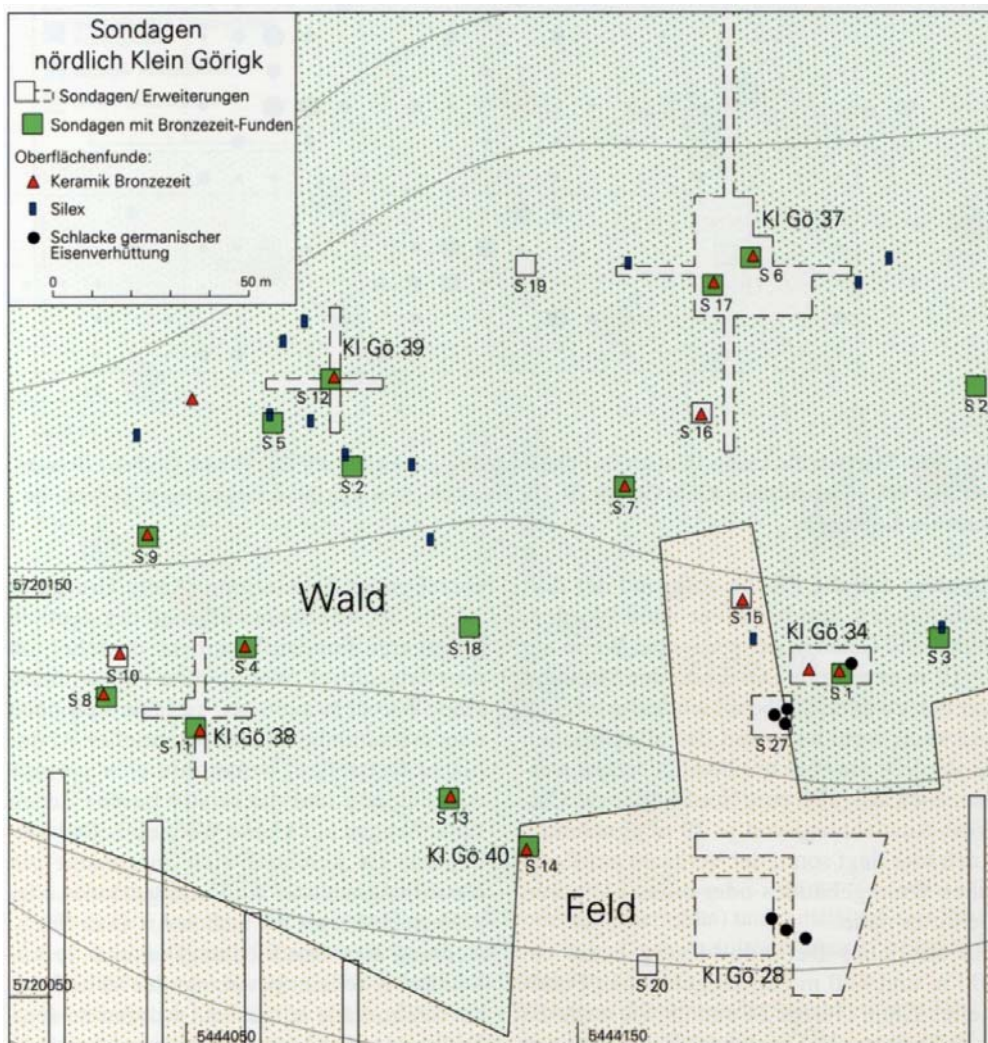 Sondagen
nördlich Klein Görigk
Sondagen/ Erweiterungen
Sondagen mit Bronzezeit-Funden
Oberflächenfunde:
Keramik Bronzezeit
Silex
Schlacke germanischer
Eisenverhüttung
0 50 m
Kl Gö 37
S 6
S 19
S 17
Kl Gö 39
S 12
S 2
S 16
S 5
S 2
S 7
S 9
5720150
Wald
S 15
Kl Gö 34
S 18
S 3
S 4
S 10
S 1
S 8
S 11
Kl Gö 38
S 27
S 13
Kl Gö 40
S 14
Feld
Kl Gö 28
S 20
5720050
5444050
5444150